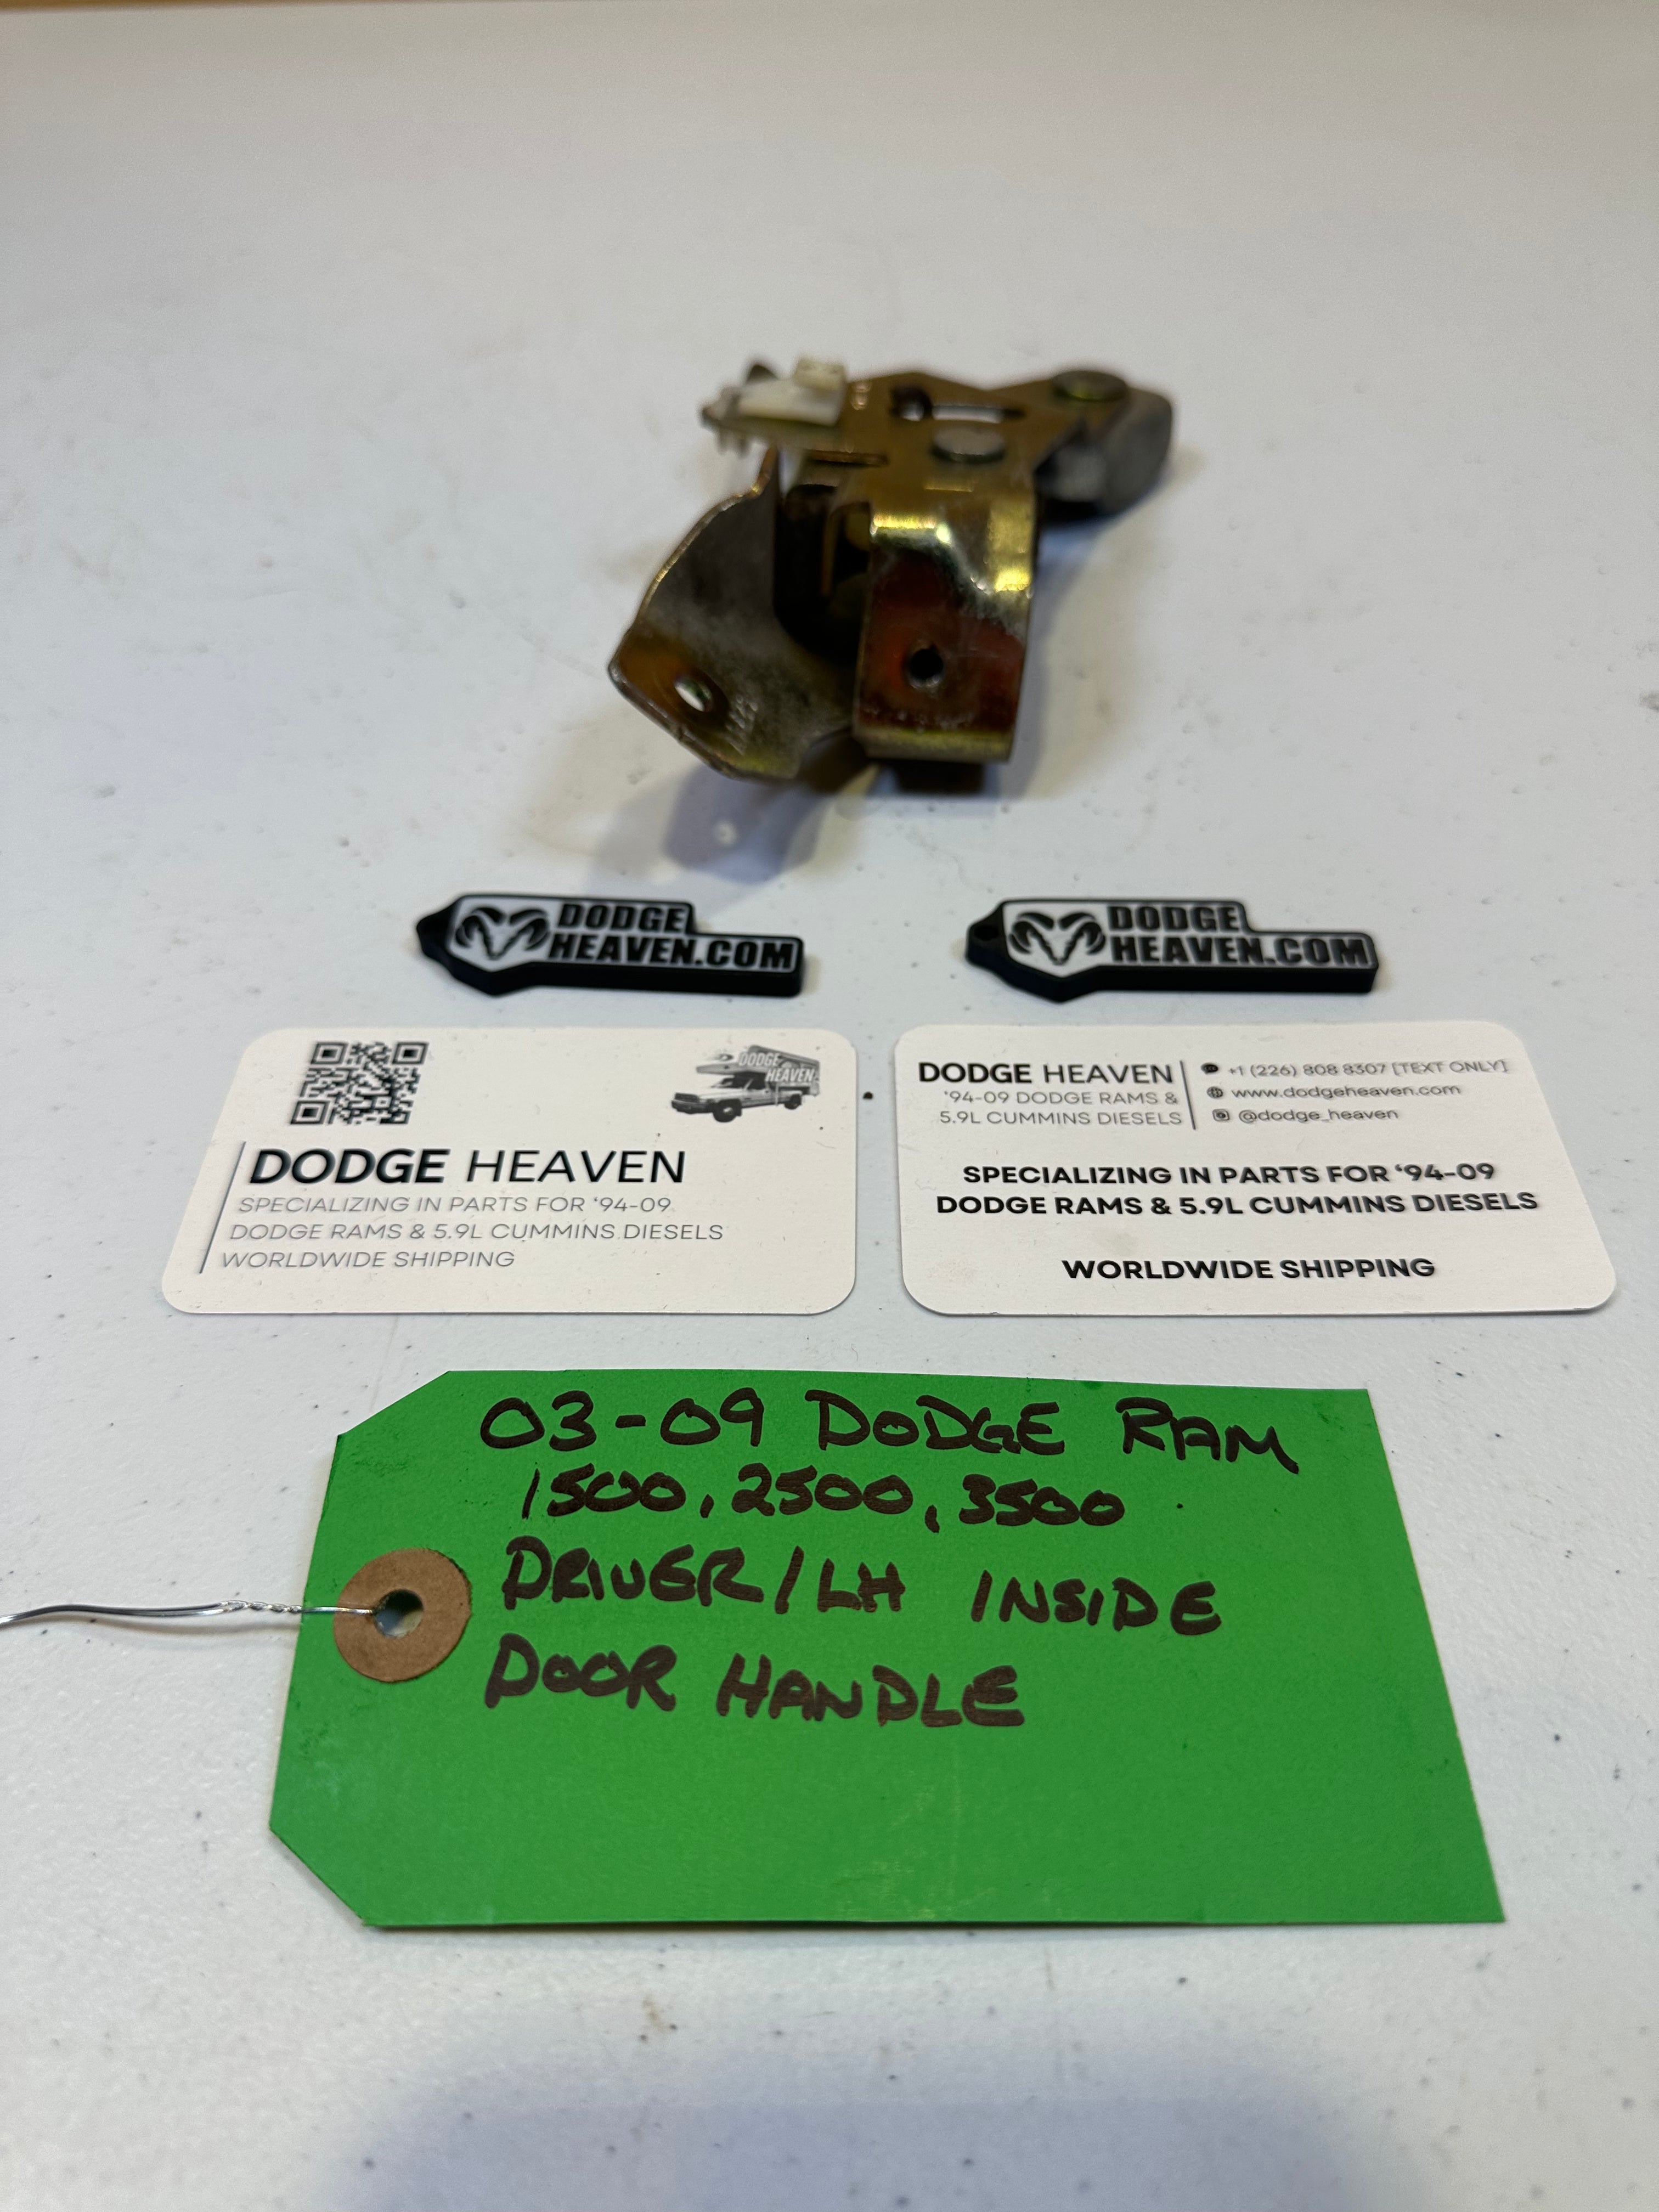 DODGE
HEAVEN.COM
DODGE
HEAVEN.COM
DODGE
HEAVEN
DODGE HEAVEN
SPECIALIZING IN PARTS FOR ‘94-09
DODGE RAMS & 5.9L CUMMINS DIESELS
WORLDWIDE SHIPPING
DODGE HEAVEN
‘94-09 DODGE RAMS &
5.9L CUMMINS DIESELS
+1 (226) 808 8307 [TEXT ONLY]
www.dodgeheaven.com
@dodge_heaven
SPECIALIZING IN PARTS FOR ‘94-09
DODGE RAMS & 5.9L CUMMINS DIESELS
WORLDWIDE SHIPPING
03-09 DODGE RAM
1500, 2500, 3500
DRIVER/LH INSIDE
DOOR HANDLE